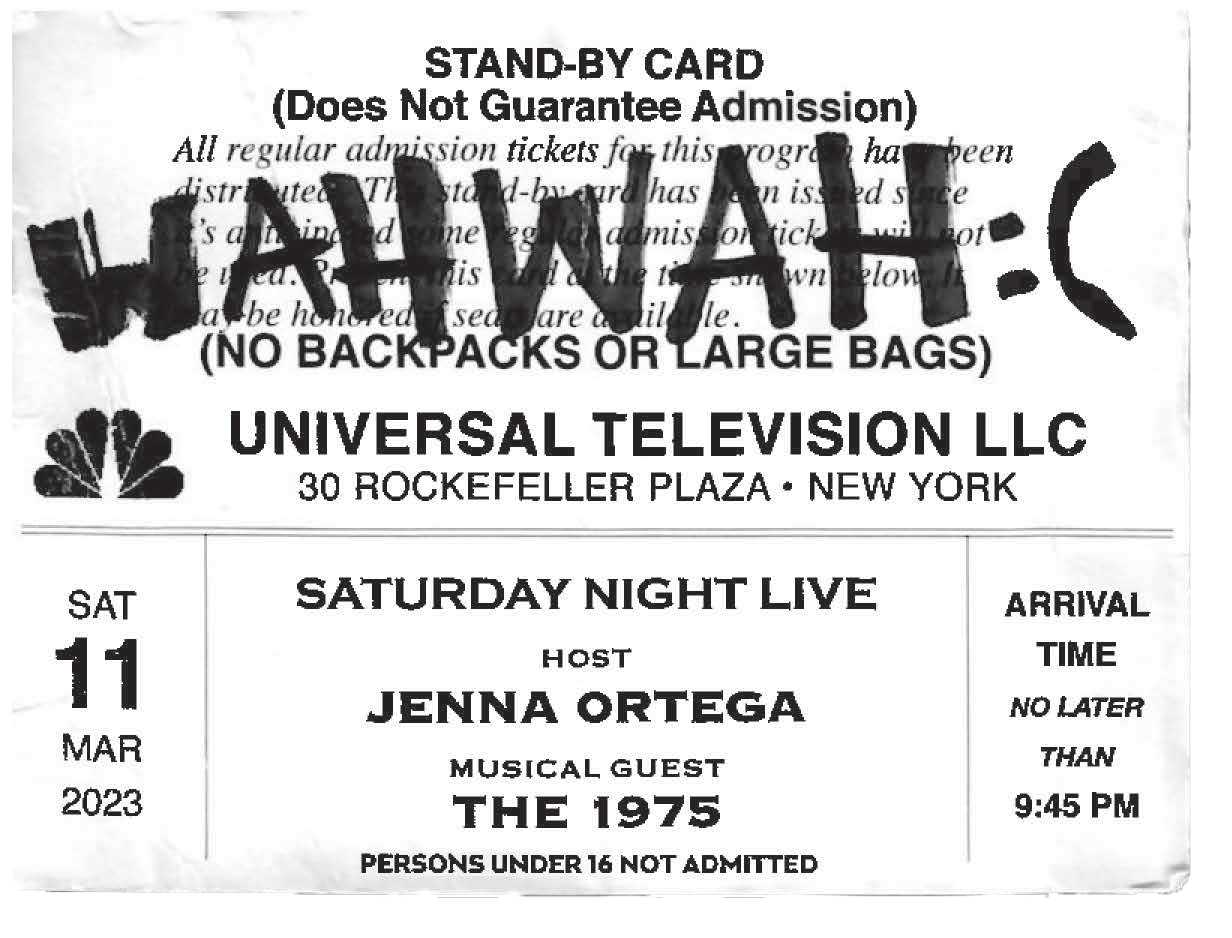 STAND-BY CARD
(Does Not Guarantee Admission)
All regular admission tickets for this program have been
distributed. This stand-by card has been issued since
it's anticipated some regular admission tickets will not
be used. Present this card at the time shown below. It
may be honored if seats are available.
WAHWAH :(
(NO BACKPACKS OR LARGE BAGS)
UNIVERSAL TELEVISION LLC
30 ROCKEFELLER PLAZA • NEW YORK
SAT
11
MAR
2023
SATURDAY NIGHT LIVE
HOST
JENNA ORTEGA
MUSICAL GUEST
THE 1975
PERSONS UNDER 16 NOT ADMITTED
ARRIVAL
TIME
NO LATER
THAN
9:45 PM